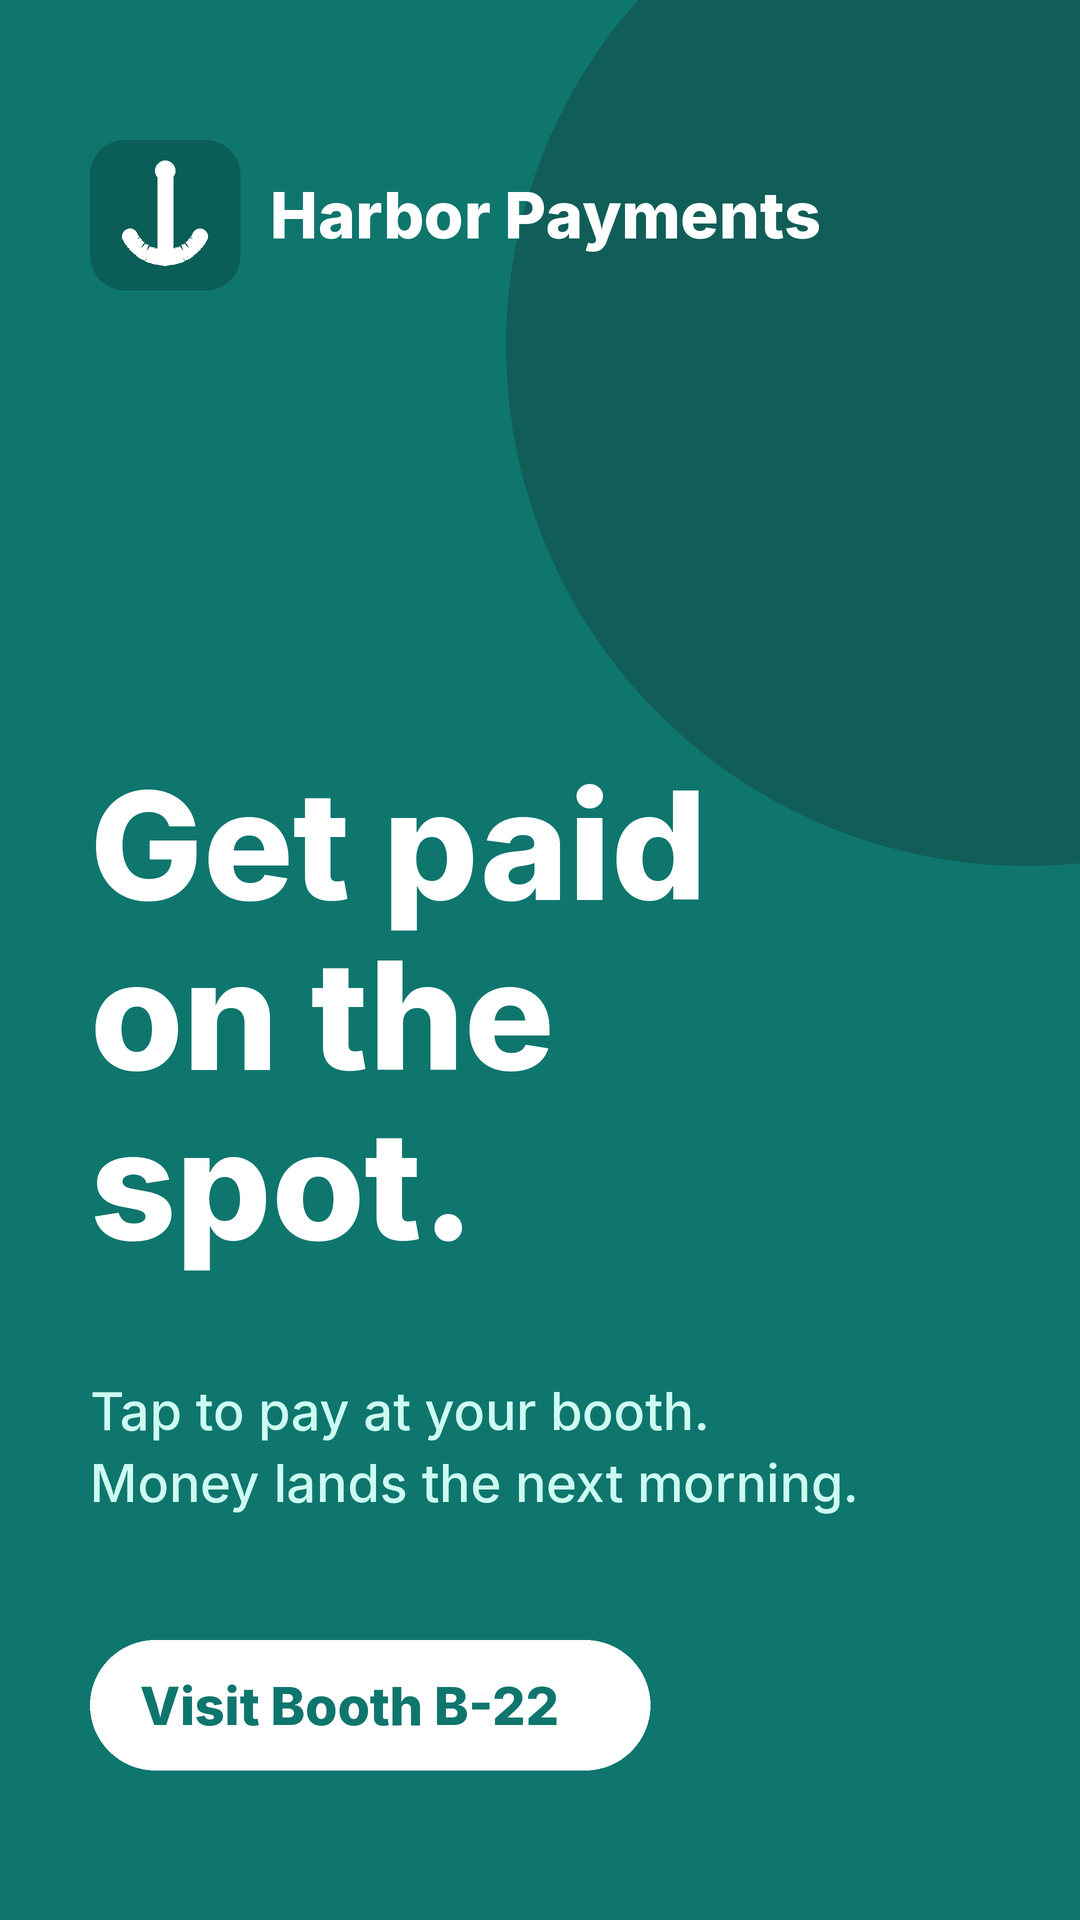 Harbor Payments
Get paid
on the
spot.
Tap to pay at your booth.
Money lands the next morning.
Visit Booth B-22